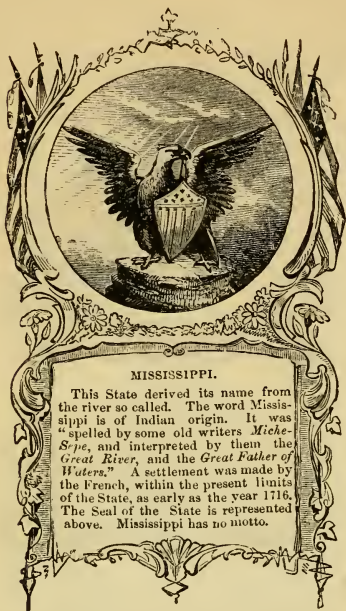 MISSISSIPPI.
This State derived its name from
the river so called. The word Missis-
sippi is of Indian origin. It was
"spelled by some old writers Miche-
Sepe, and interpreted by them the
Great River, and the Great Father of
Waters." A settlement was made by
the French, within the present limits
of the State, as early as the year 1716.
The Seal of the State is represented
above. Mississippi has no motto.